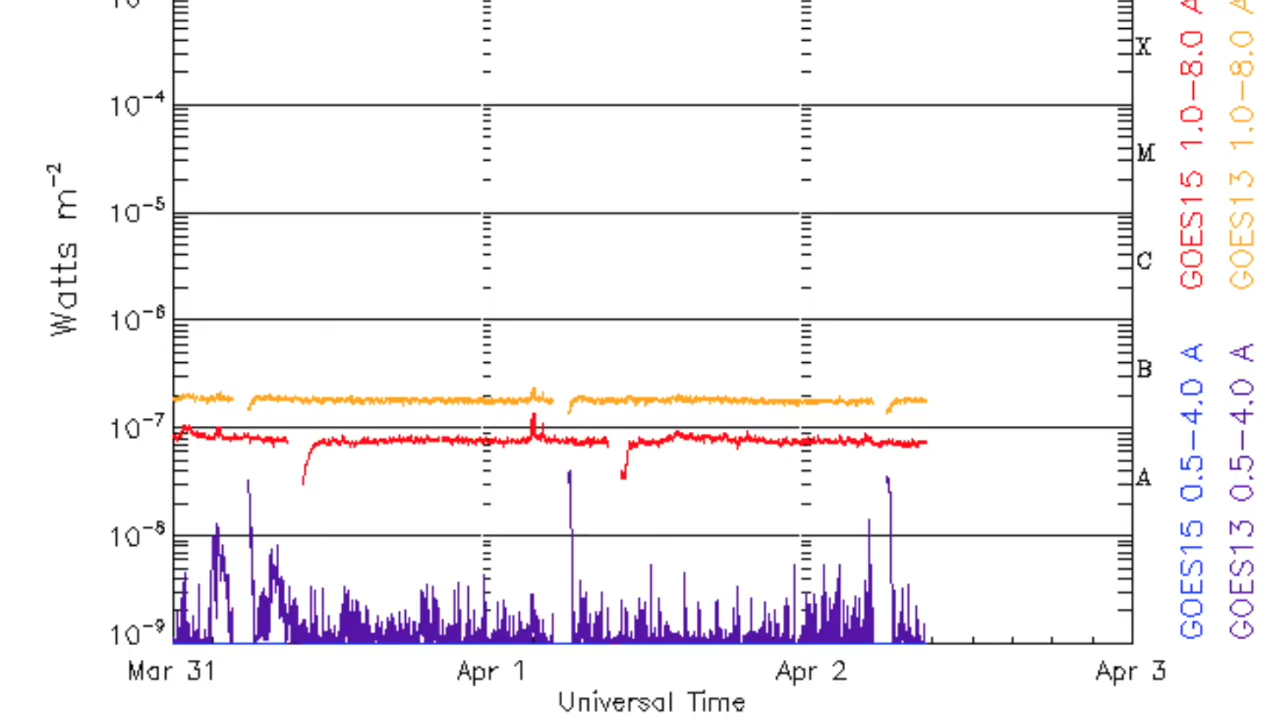 X
10⁻⁴
M
10⁻⁵
C
10⁻⁶
B
10⁻⁷
A
10⁻⁸
10⁻⁹
Watts m⁻²
Mar 31 Apr 1 Apr 2 Apr 3
Universal Time
GOES15 0.5–4.0 A GOES15 1.0–8.0 A
GOES13 0.5–4.0 A GOES13 1.0–8.0 A